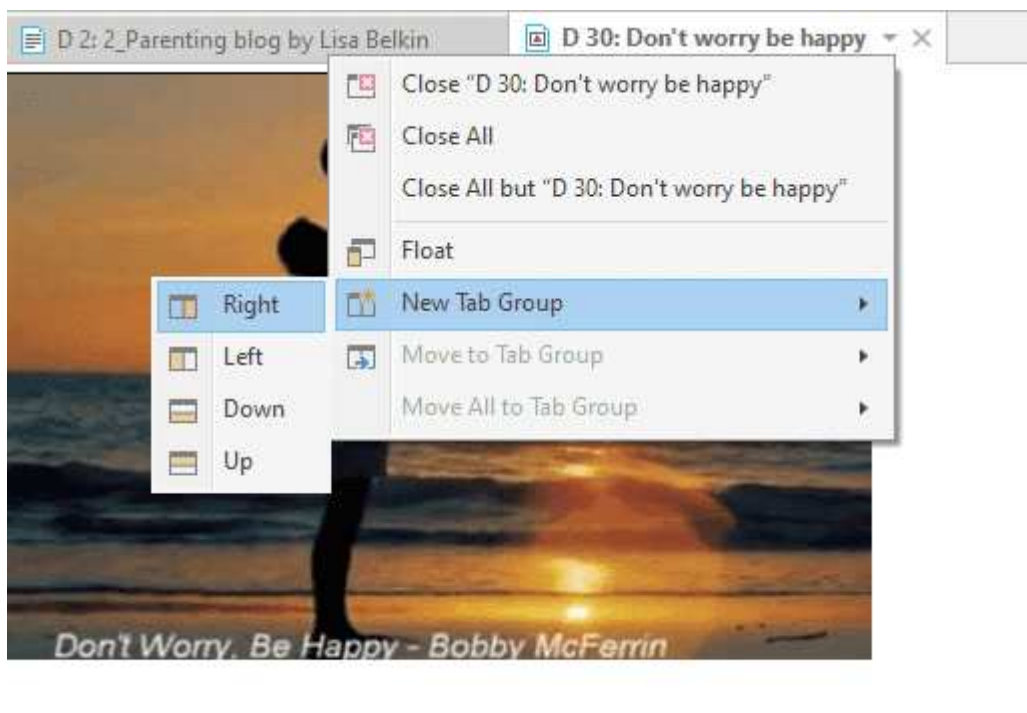 D 2: 2_Parenting blog by Lisa Belkin
D 30: Don't worry be happy
Close "D 30: Don't worry be happy"
Close All
Close All but "D 30: Don't worry be happy"
Float
New Tab Group
Move to Tab Group
Move All to Tab Group
Right
Left
Down
Up
Don't Worry, Be Happy - Bobby McFerrin